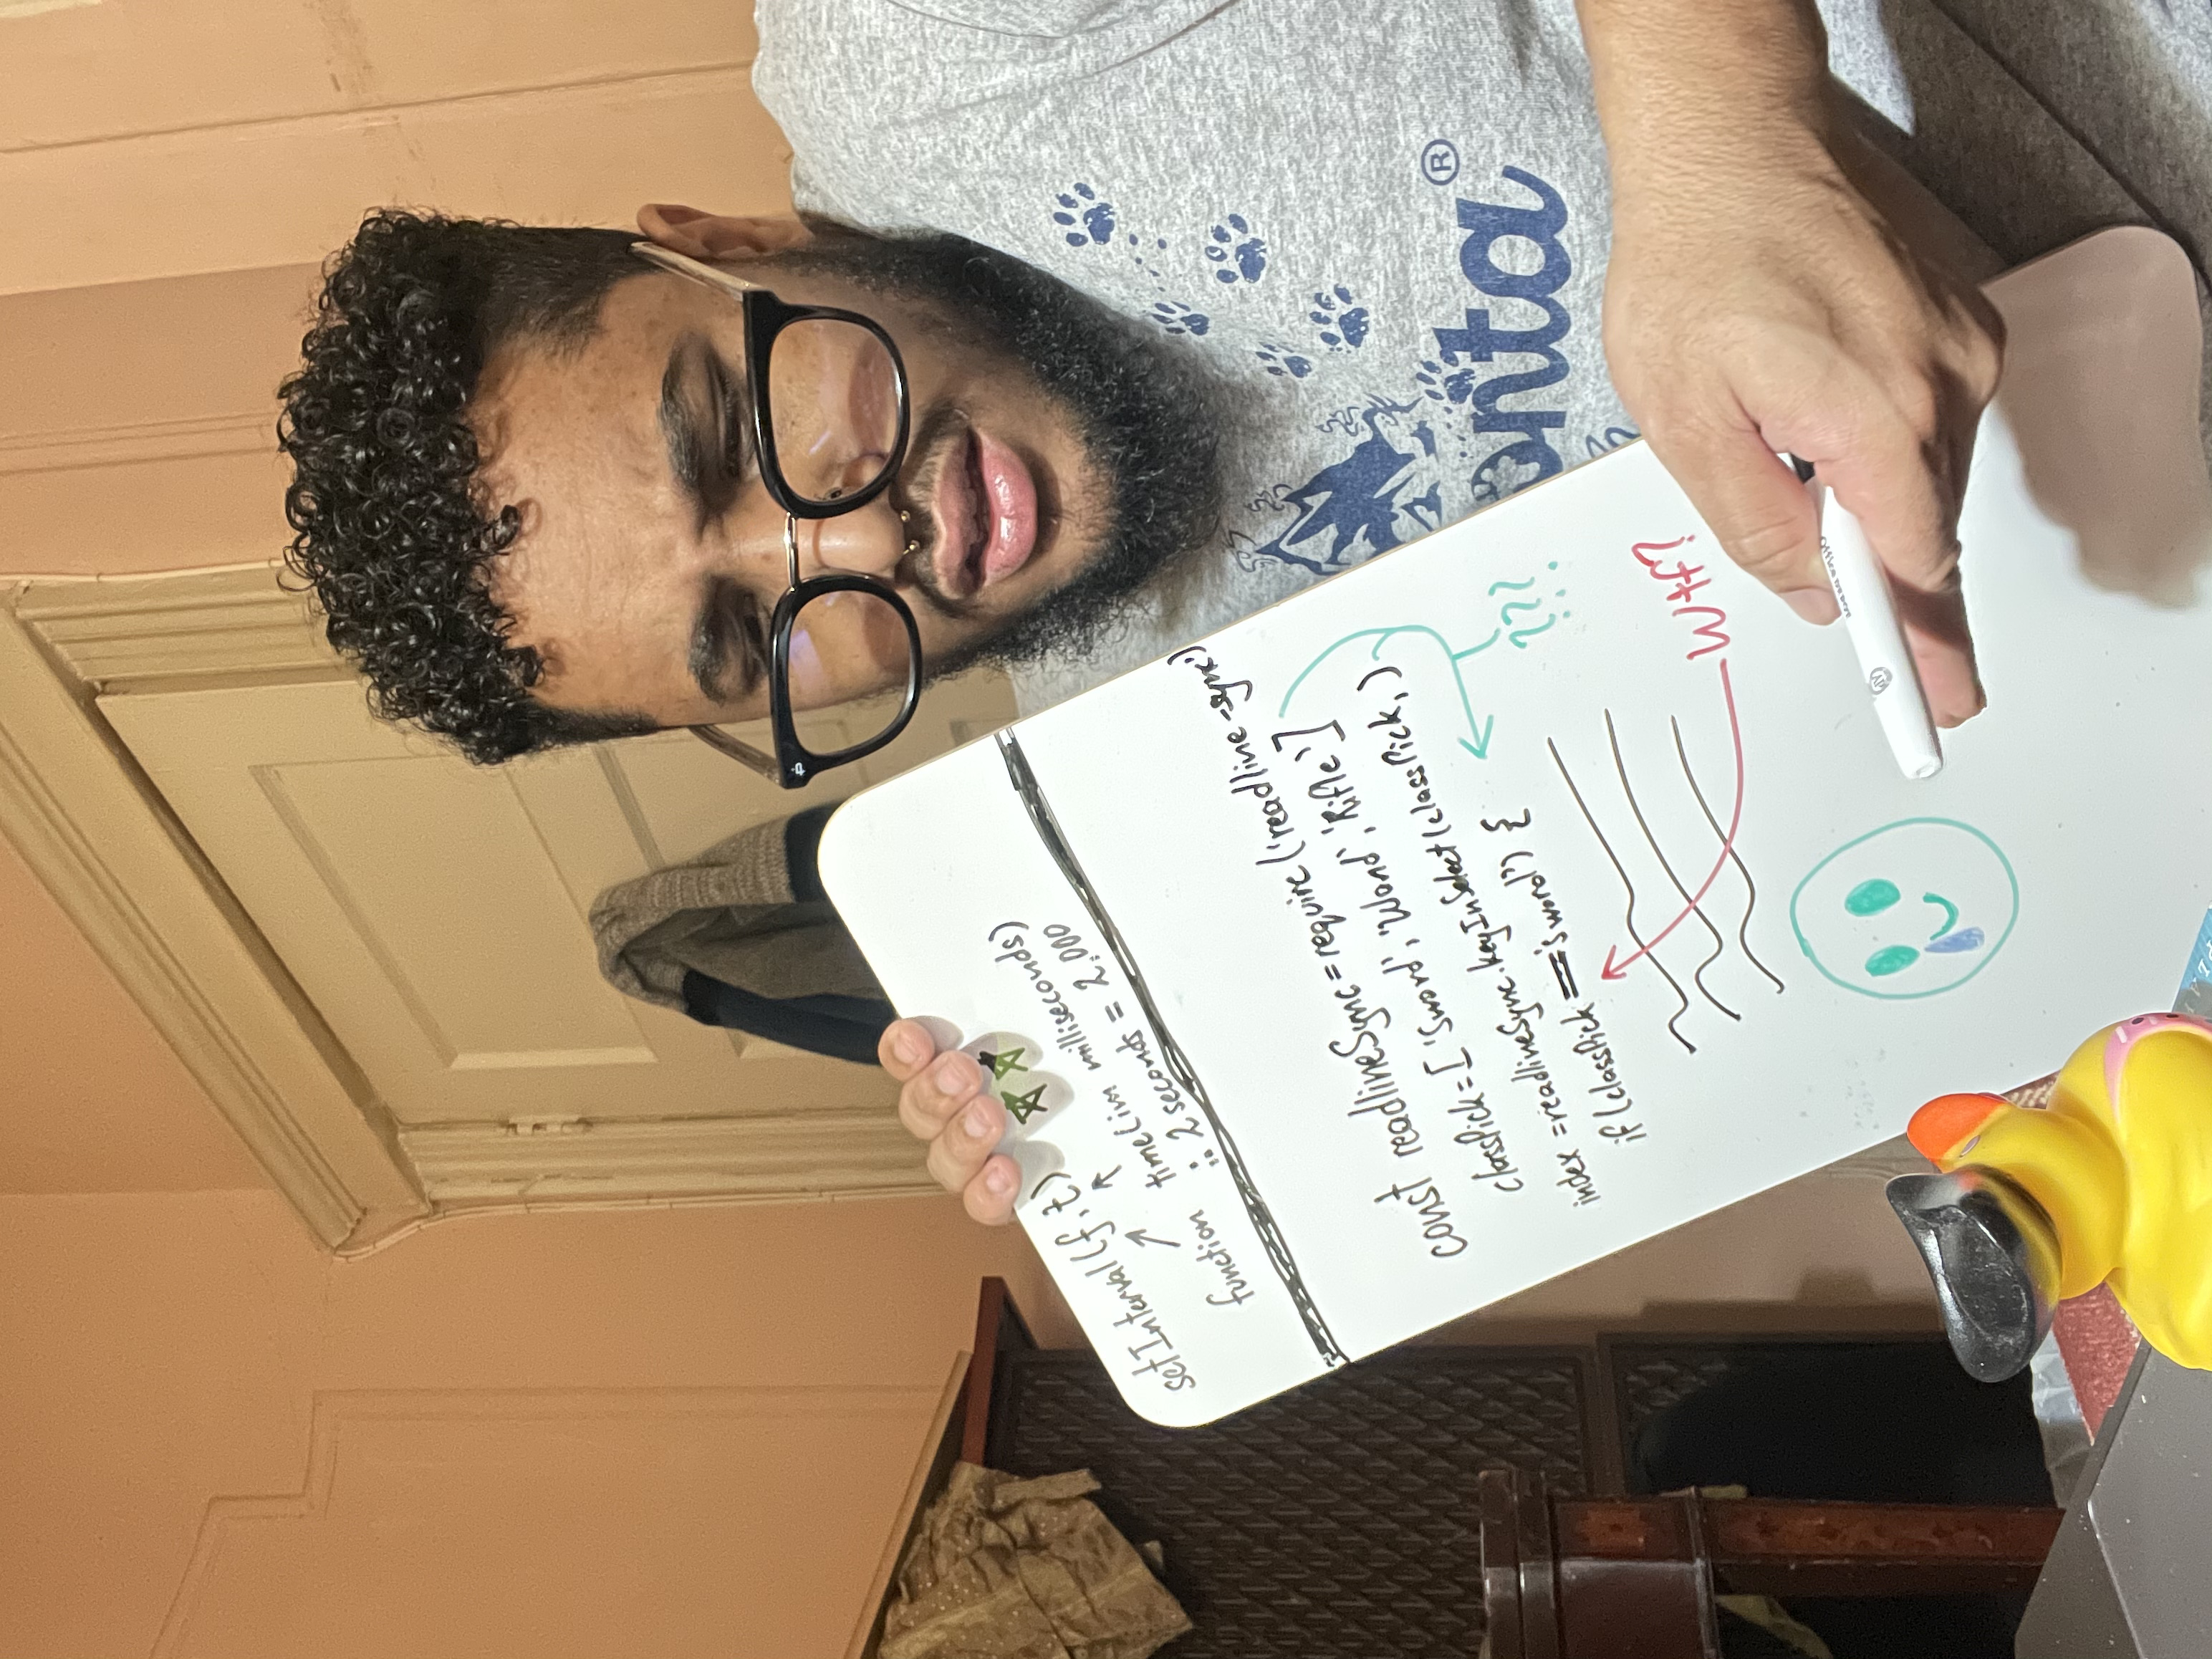 setInterval(f,t)
function
time(im milliseconds)
∴ 2 seconds = 2.000
const readlineSync=require('readline-sync')
classPick=['Sword','Wand','Rifle']
index =readlineSync.keyInSelect(classPick, )
if (classPick =='sword') {
???
Wtf?
Office DEPOT
onta®